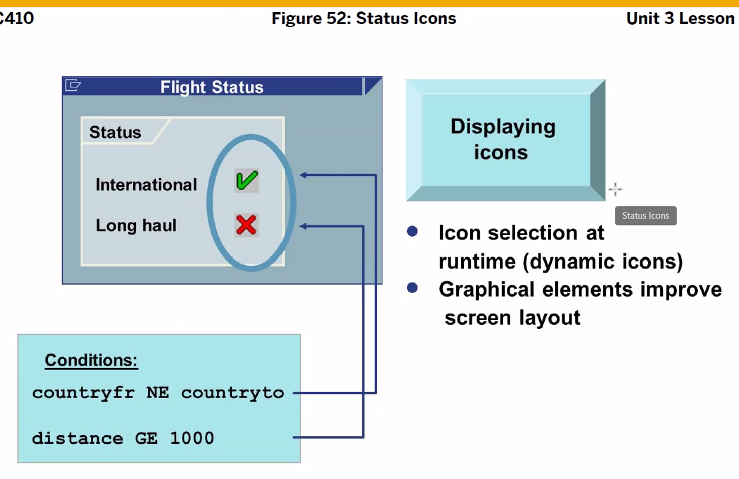 C410
Figure 52: Status Icons
Unit 3 Lesson
Flight Status
Status
International
Long haul
Displaying
icons
Status Icons
● Icon selection at
runtime (dynamic icons)
● Graphical elements improve
screen layout
Conditions:
countryfr NE countryto
distance GE 1000